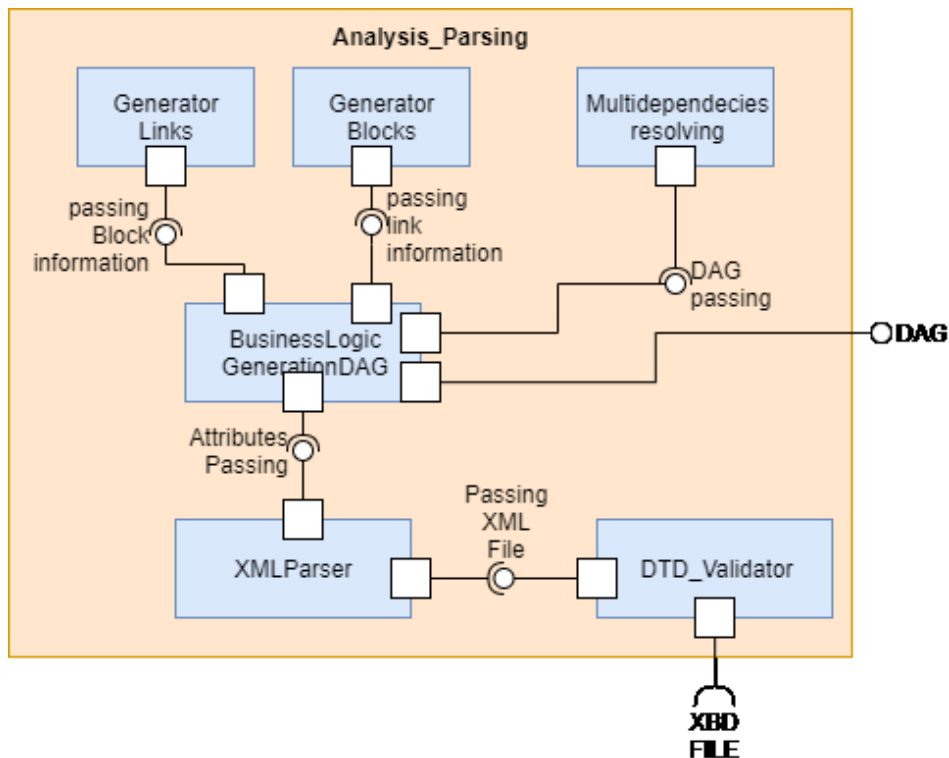 Analysis_Parsing
Generator
Links
Generator
Blocks
Multidependecies
resolving
passing
Block
information
passing
link
information
DAG
passing
BusinessLogic
GenerationDAG
DAG
Attributes
Passing
Passing
XML
File
XMLParser
DTD_Validator
XBD
FILE